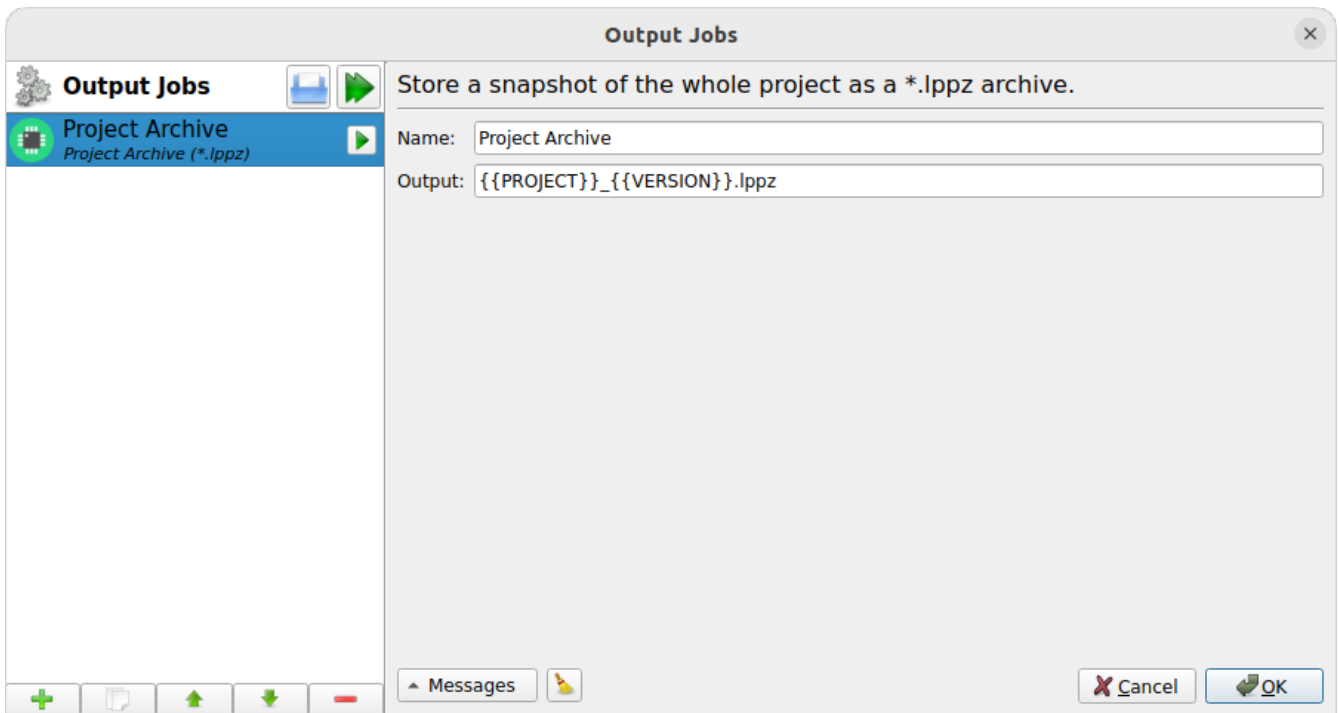 Output Jobs
Output Jobs
Project Archive
Project Archive (*.lppz)
Store a snapshot of the whole project as a *.lppz archive.
Name: Project Archive
Output: {{PROJECT}}_{{VERSION}}.lppz
Messages
Cancel
OK